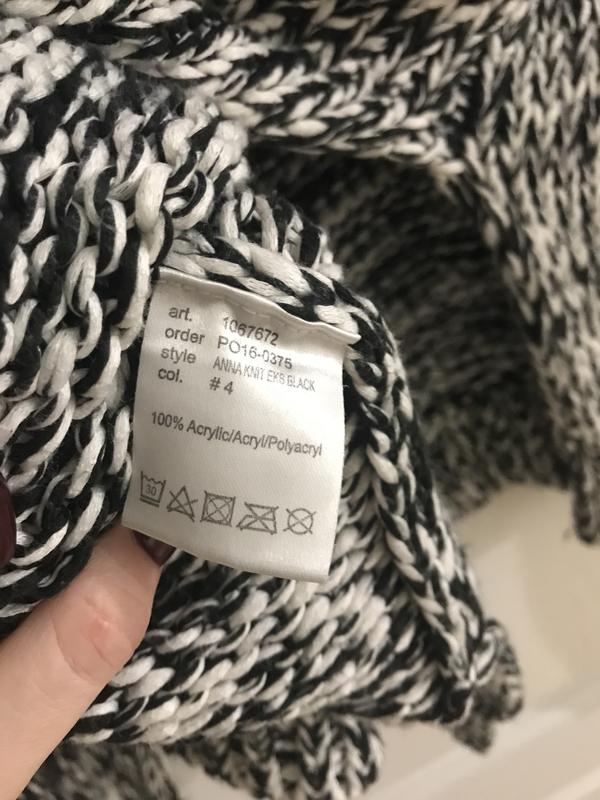 art. 1067672
order PO16-0375
style ANNA KNIT EKS BLACK
col. # 4
100% Acrylic/Acryl/Polyacryl
30